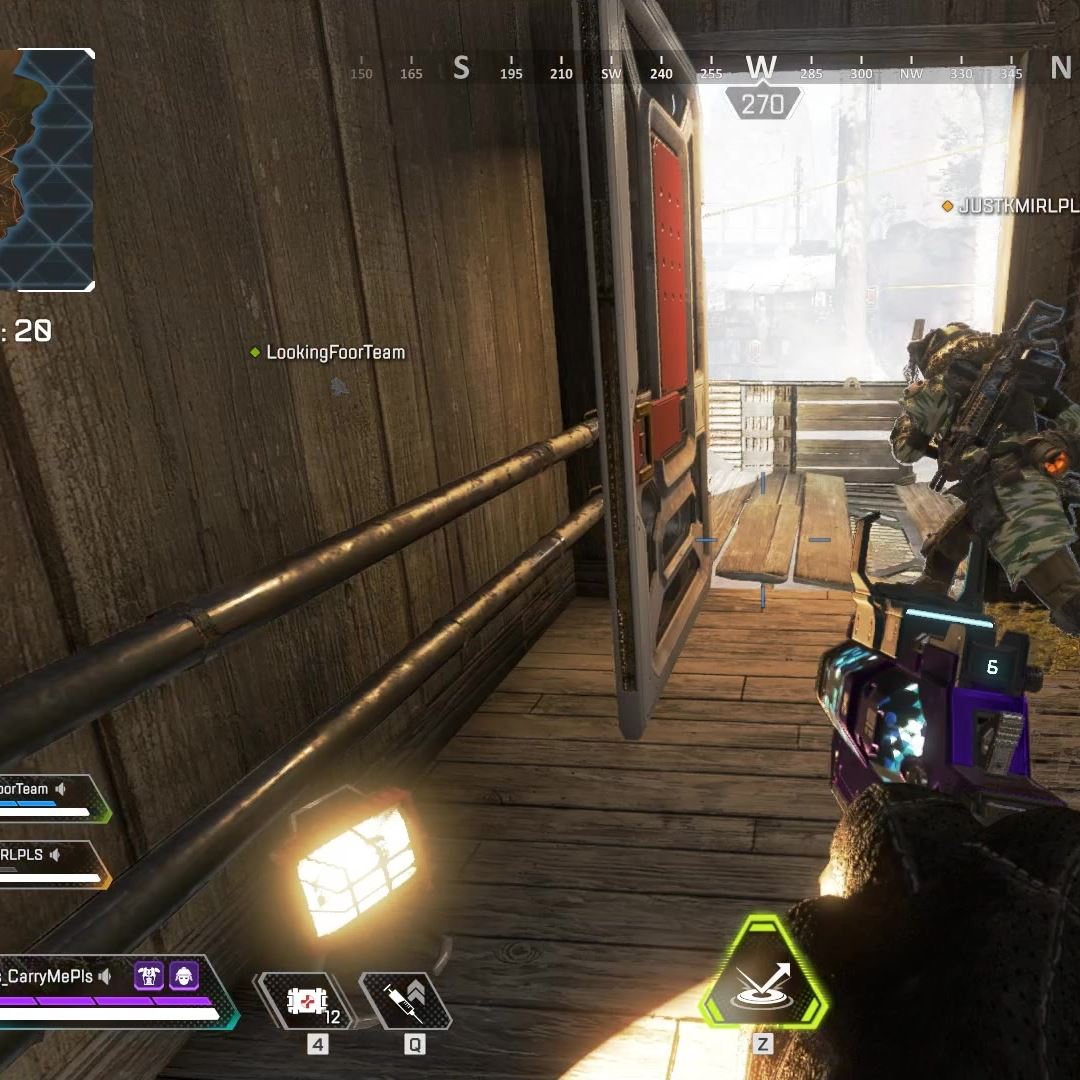 150 165 S 195 210 SW 240 255 W 285 300 NW 330 345 N
270
JUSTKMIRLPL
: 20
LookingFoorTeam
6
oorTeam
RLPLS
_CarryMePls
12
4 Q Z